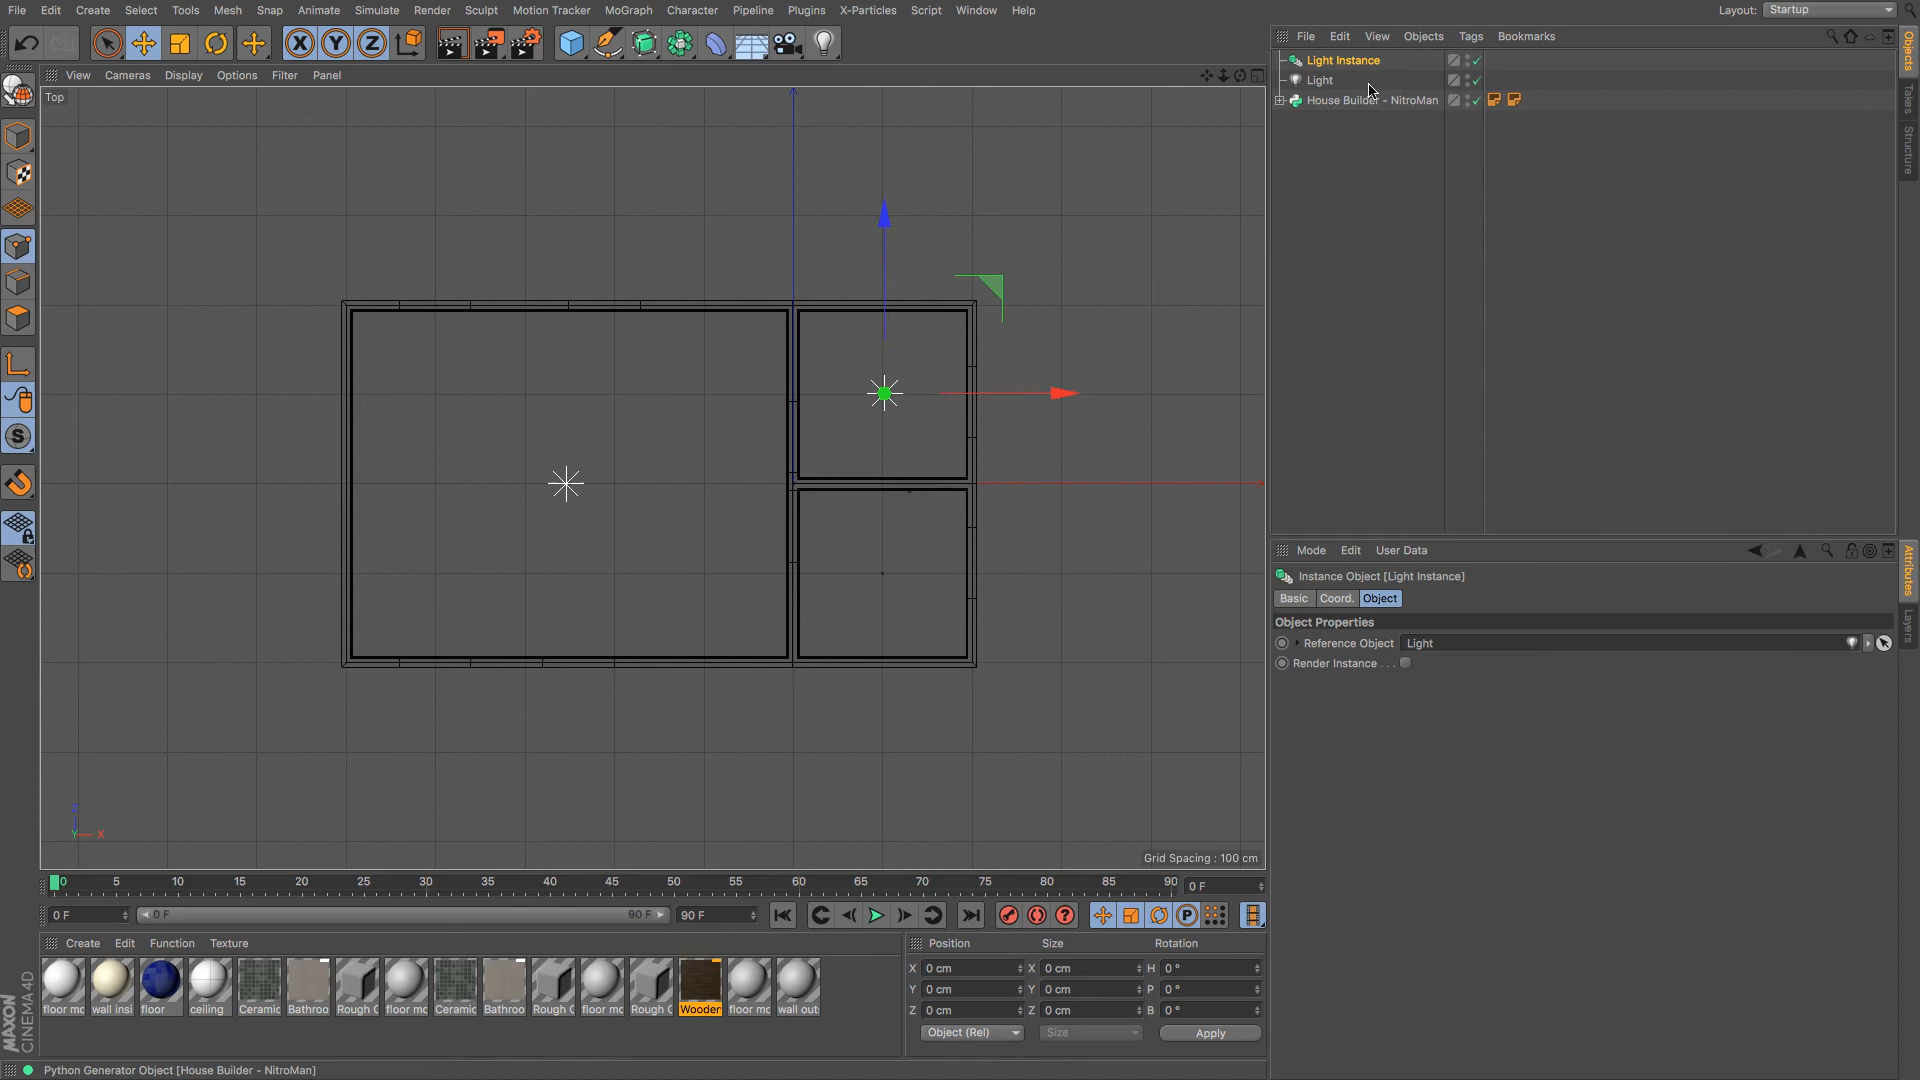 File Edit Create Select Tools Mesh Snap Animate Simulate Render Sculpt Motion Tracker MoGraph Character Pipeline Plugins X-Particles Script Window Help
Layout: Startup
File Edit View Objects Tags Bookmarks
View Cameras Display Options Filter Panel
Top
Light Instance
Light
House Builder - NitroMan
Objects
Takes
Structure
Grid Spacing : 100 cm
Z
Y X
Mode Edit User Data
Instance Object [Light Instance]
Basic Coord. Object
Object Properties
Reference Object Light
Render Instance . . .
Attributes
Layers
0 5 10 15 20 25 30 35 40 45 50 55 60 65 70 75 80 85 90
0 F
0 F 0 F 90 F 90 F
Create Edit Function Texture
floor mc wall insi floor ceiling Ceramic Bathroo Rough C floor mc Ceramic Bathroo Rough C floor mc Rough C Wooden floor mc wall out
Position Size Rotation
X 0 cm X 0 cm H 0 °
Y 0 cm Y 0 cm P 0 °
Z 0 cm Z 0 cm B 0 °
Object (Rel) Size Apply
MAXON
CINEMA 4D
Python Generator Object [House Builder - NitroMan]